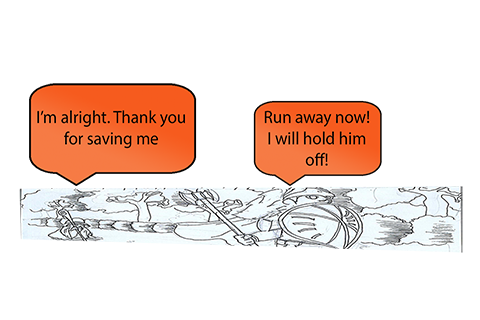 I'm alright. Thank you
for saving me
Run away now!
I will hold him
off!